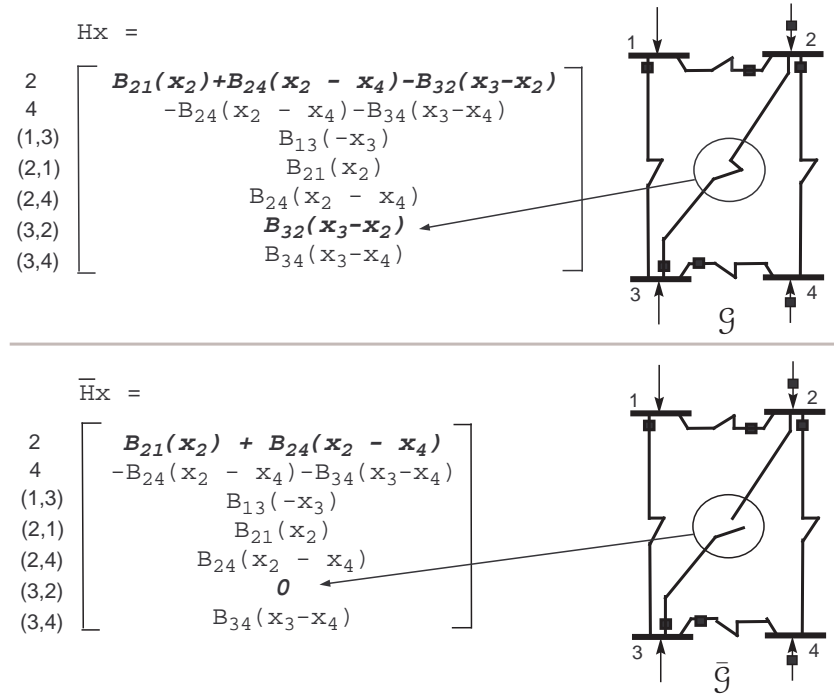 Hx =
1
2
2 B₂₁(x₂)+B₂₄(x₂ - x₄)-B₃₂(x₃-x₂)
4 -B₂₄(x₂ - x₄)-B₃₄(x₃-x₄)
(1,3) B₁₃(-x₃)
(2,1) B₂₁(x₂)
(2,4) B₂₄(x₂ - x₄)
(3,2) B₃₂(x₃-x₂)
(3,4) B₃₄(x₃-x₄)
3
4
𝒢
H̅x =
1
2
2 B₂₁(x₂) + B₂₄(x₂ - x₄)
4 -B₂₄(x₂ - x₄)-B₃₄(x₃-x₄)
(1,3) B₁₃(-x₃)
(2,1) B₂₁(x₂)
(2,4) B₂₄(x₂ - x₄)
(3,2) 0
(3,4) B₃₄(x₃-x₄)
3
4
𝒢̅